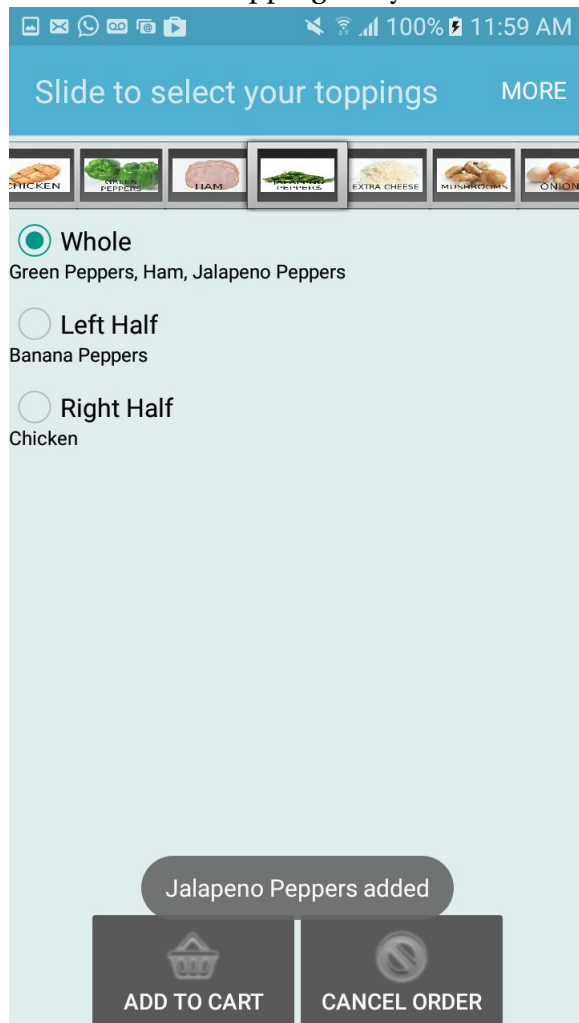 100% 11:59 AM
Slide to select your toppings MORE
CHICKEN GREEN PEPPERS HAM PEPPERS EXTRA CHEESE MUSHROOMS ONION
Whole
Green Peppers, Ham, Jalapeno Peppers
Left Half
Banana Peppers
Right Half
Chicken
Jalapeno Peppers added
ADD TO CART CANCEL ORDER